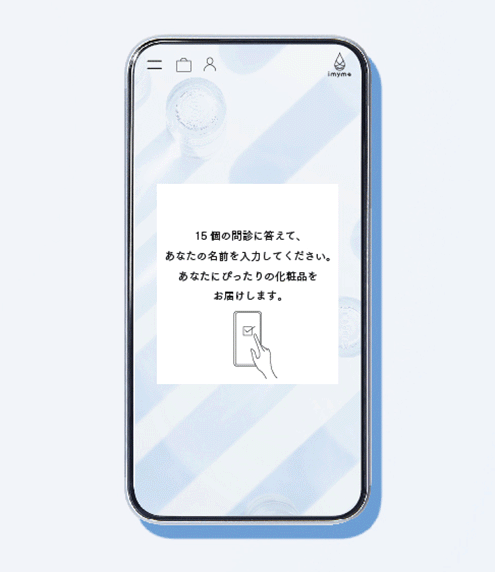 imyme
15個の問診に答えて、
あなたの名前を入力してください。
あなたにぴったりの化粧品を
お届けします。